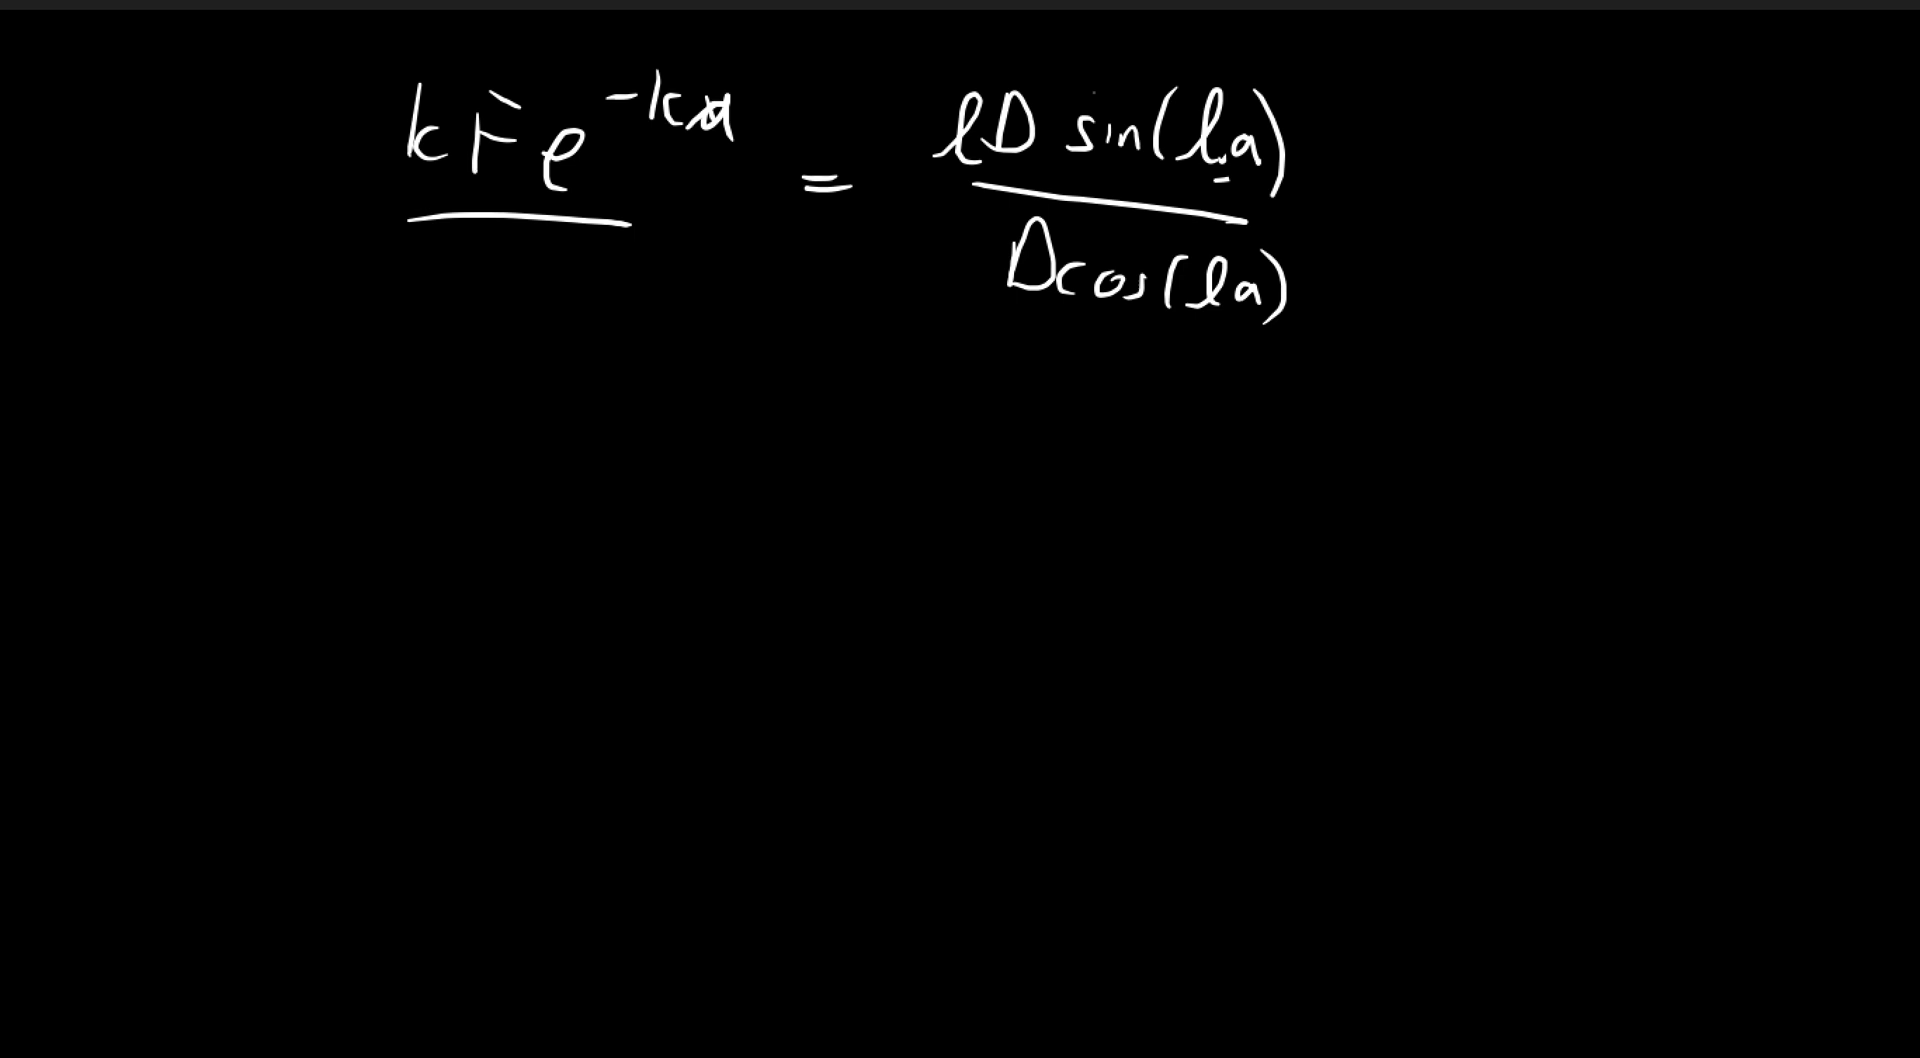 kFe^{-ka} = lD sin(la)
Dcos(la)